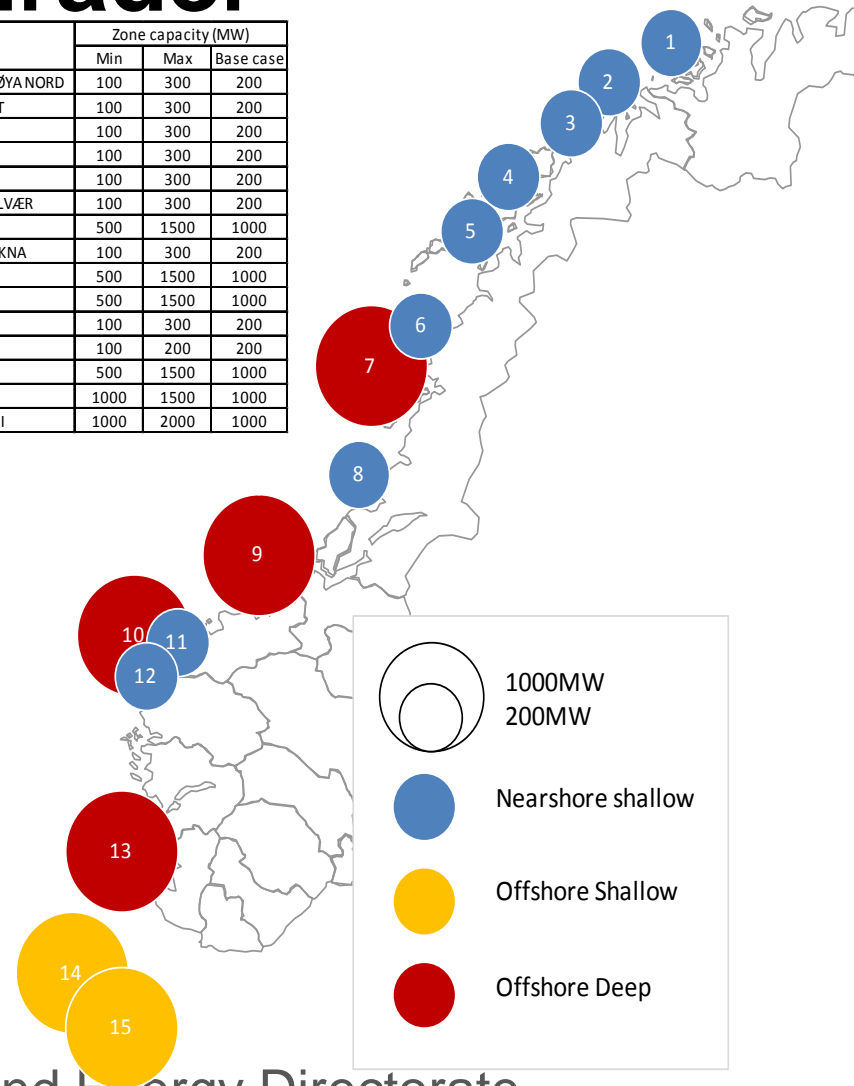 Zone capacity (MW)
Min Max Base case
ØYA NORD 100 300 200
T 100 300 200
100 300 200
100 300 200
100 300 200
LVÆR 100 300 200
500 1500 1000
KNA 100 300 200
500 1500 1000
500 1500 1000
100 300 200
100 200 200
500 1500 1000
1000 1500 1000
I 1000 2000 1000
1
2
3
4
5
6
7
8
9
10
11
12
13
14
15
1000MW
200MW
Nearshore shallow
Offshore Shallow
Offshore Deep
Energy Directorate